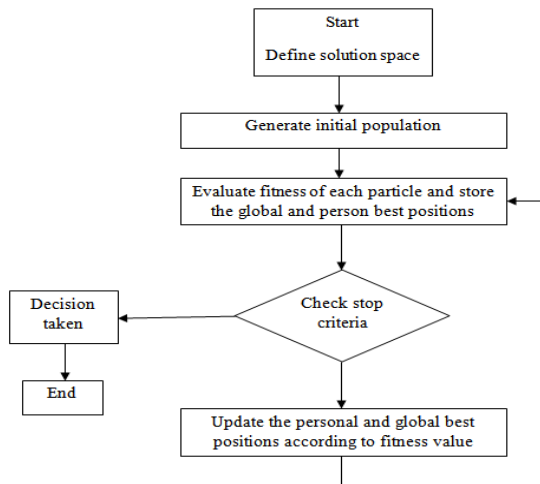 Start
Define solution space
Generate initial population
Evaluate fitness of each particle and store
the global and person best positions
Check stop
criteria
Decision
taken
End
Update the personal and global best
positions according to fitness value